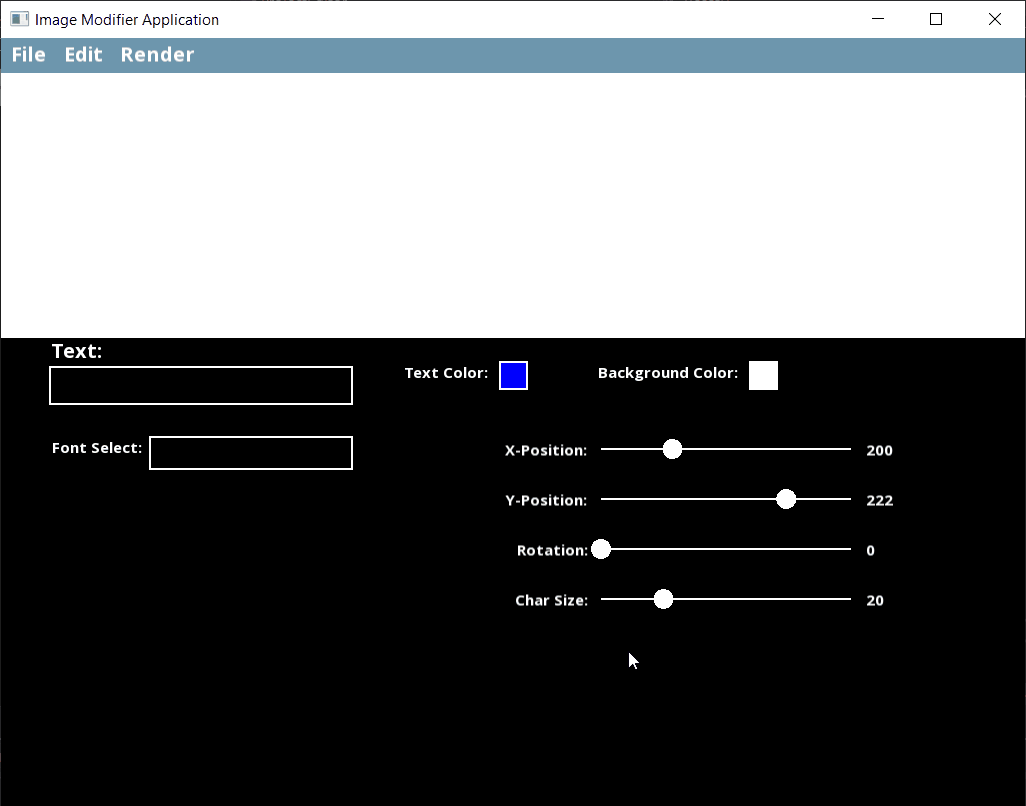 Image Modifier Application
File Edit Render
Text:
Text Color: Background Color:
Font Select:
X-Position: 200
Y-Position: 222
Rotation: 0
Char Size: 20